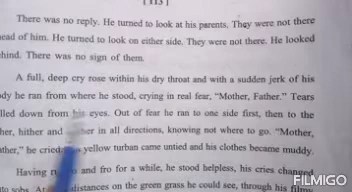 [ 113 ]
There was no reply. He turned to look at his parents. They were not there
ead of him. He turned to look on either side. They were not there. He looked
hind. There was no sign of them.
A full, deep cry rose within his dry throat and with a sudden jerk of his
dy he ran from where he stood, crying in real fear, "Mother, Father." Tears
lled down from his eyes. Out of fear he ran to one side first, then to the
her, hither and her in all directions, knowing not where to go. "Mother,
ather," he cried. yellow turban came untied and his clothes became muddy.
Having r and fro for a while, he stood helpless, his cries changed
to sobs. At distances on the green grass he could see, through his films
FILMIGO